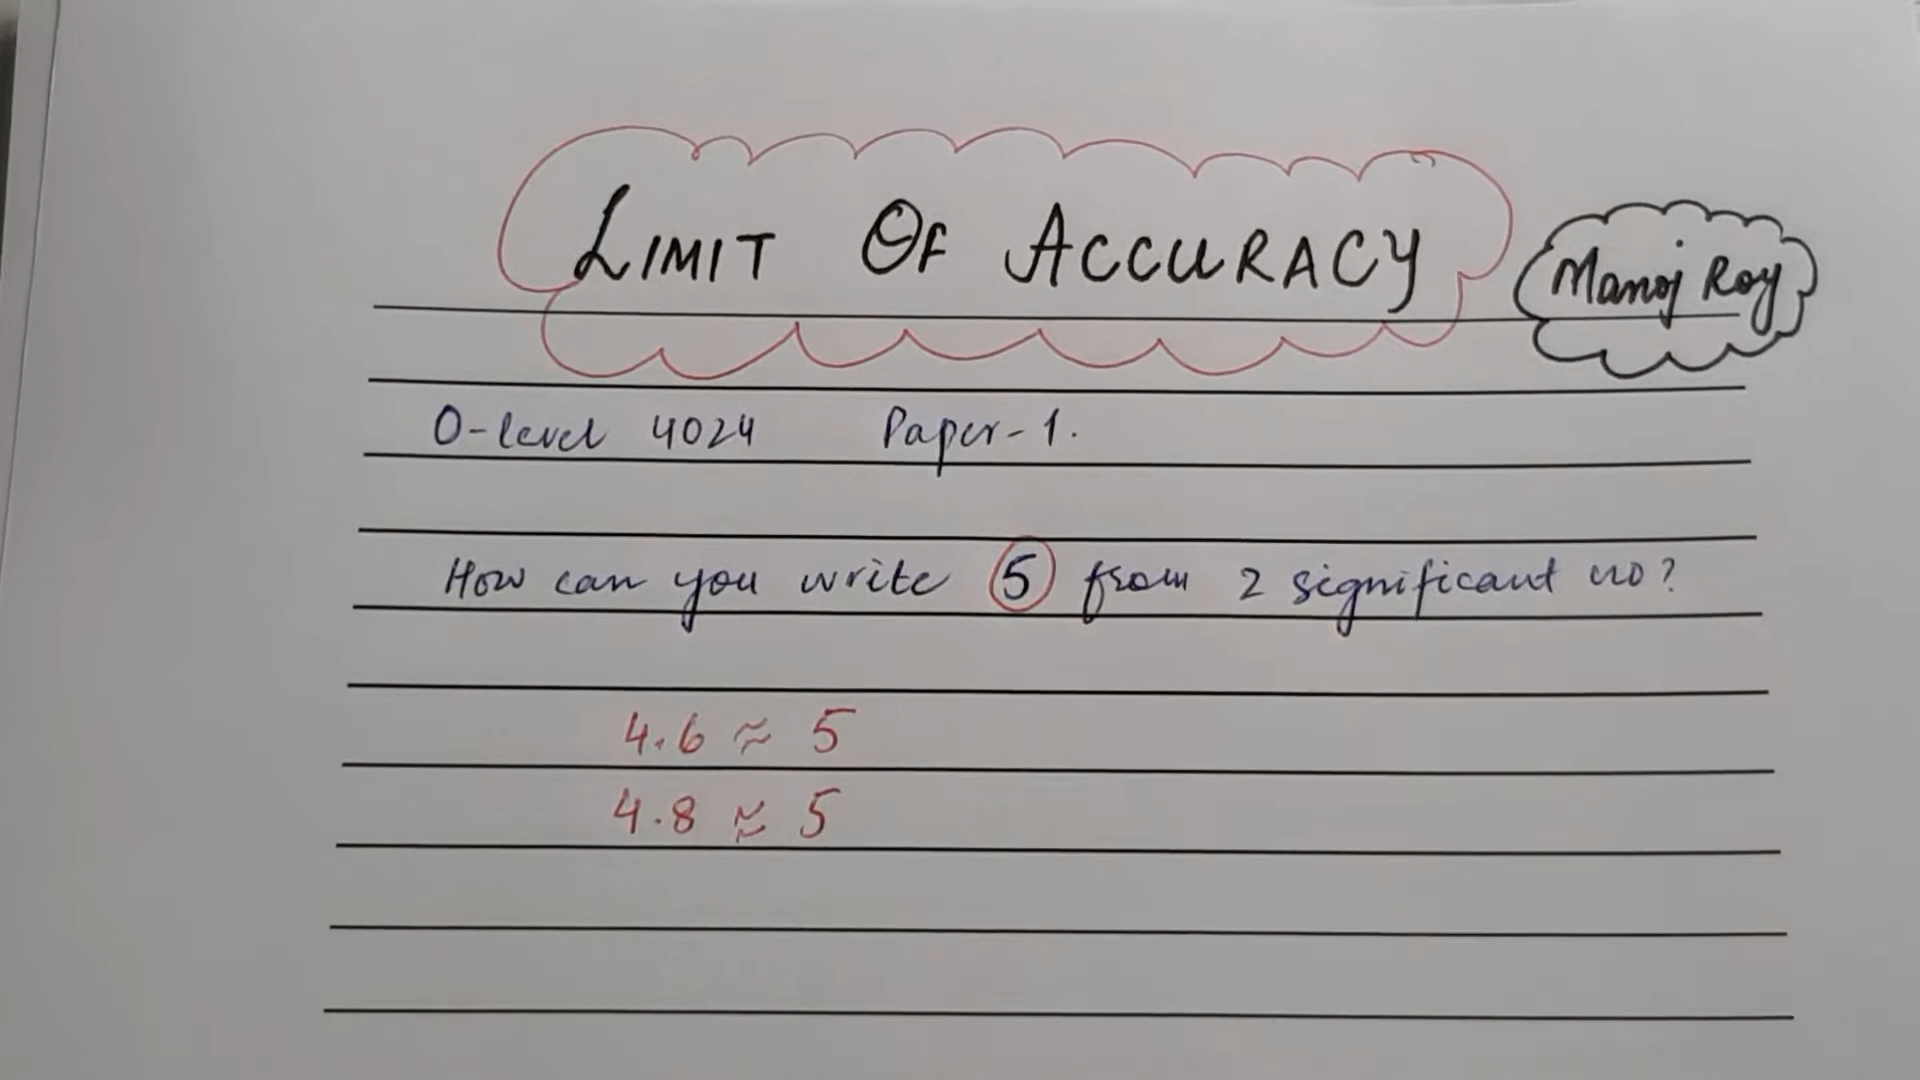 LIMIT OF ACCURACY
Manoj Roy
O-level 4024 Paper-1.
How can you write 5 from 2 significant no?
4.6 ≈ 5
4.8 ≈ 5